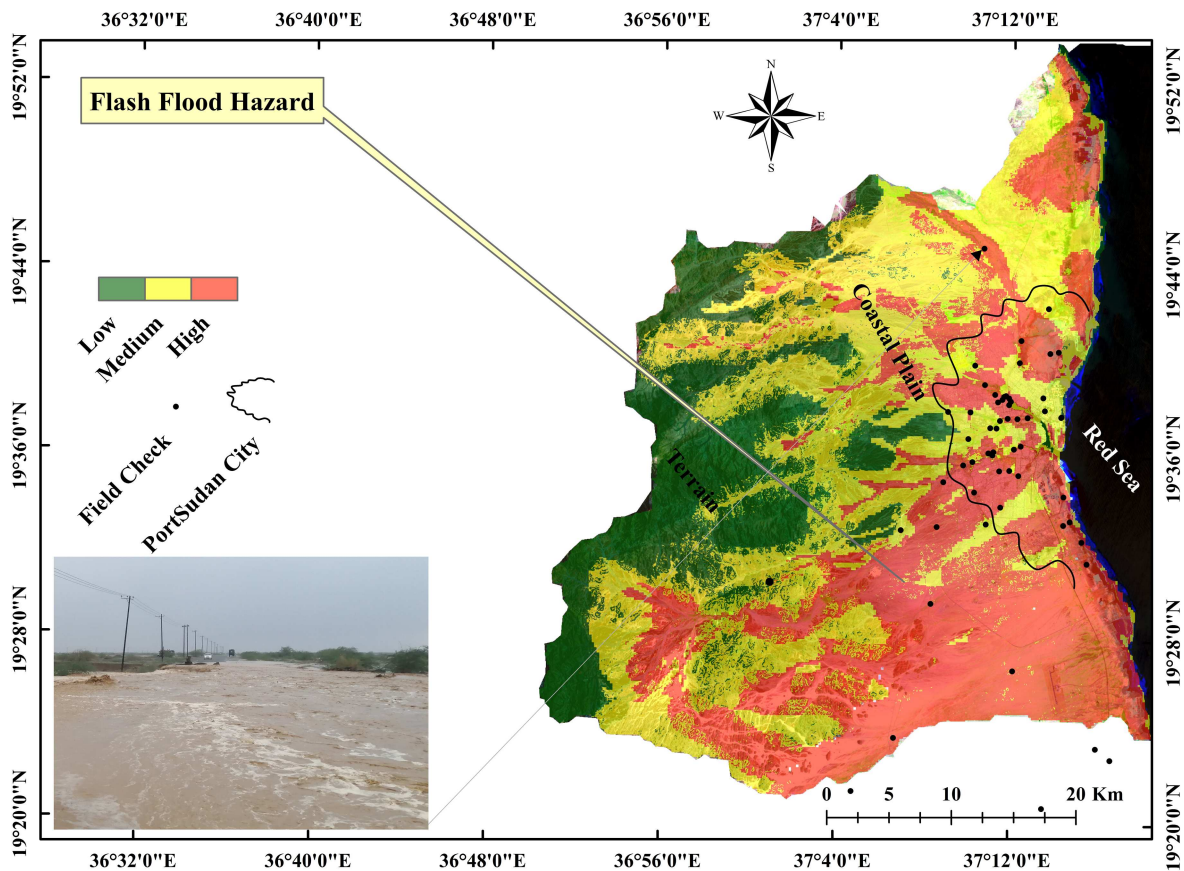 36°32'0"E
36°40'0"E
36°48'0"E
36°56'0"E
37°4'0"E
37°12'0"E
19°52'0"N
19°52'0"N
Flash Flood Hazard
N
W
E
S
19°44'0"N
19°44'0"N
Low
Medium
High
Coastal Plain
Field Check
PortSudan City
19°36'0"N
19°36'0"N
Terrain
Red Sea
19°28'0"N
19°28'0"N
0 5 10 20 Km
19°20'0"N
19°20'0"N
36°32'0"E
36°40'0"E
36°48'0"E
36°56'0"E
37°4'0"E
37°12'0"E